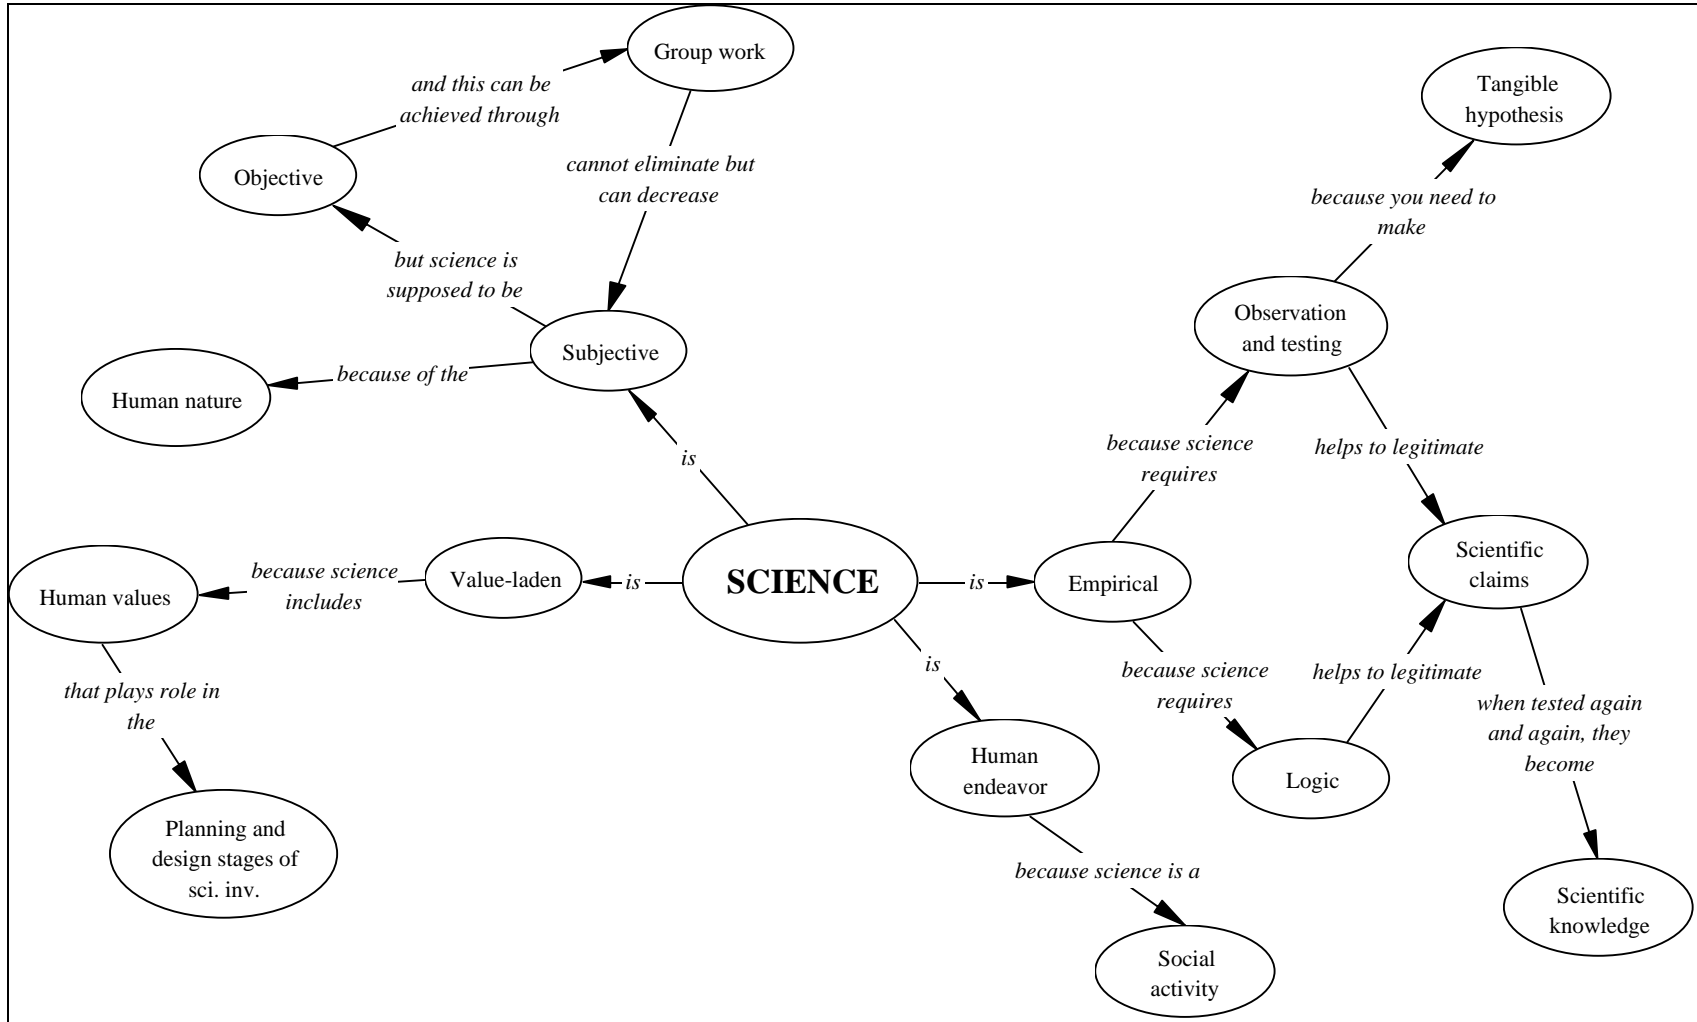 Group work
and this can be
achieved through
Objective
cannot eliminate but
can decrease
but science is
supposed to be
Subjective
because of the
Human nature
is
SCIENCE
is
Value-laden
because science
includes
Human values
that plays role in
the
Planning and
design stages of
sci. inv.
is
Human
endeavor
because science is a
Social
activity
is
Empirical
because science
requires
Observation
and testing
because you need to
make
Tangible
hypothesis
helps to legitimate
Scientific
claims
because science
requires
Logic
helps to legitimate
when tested again
and again, they
become
Scientific
knowledge